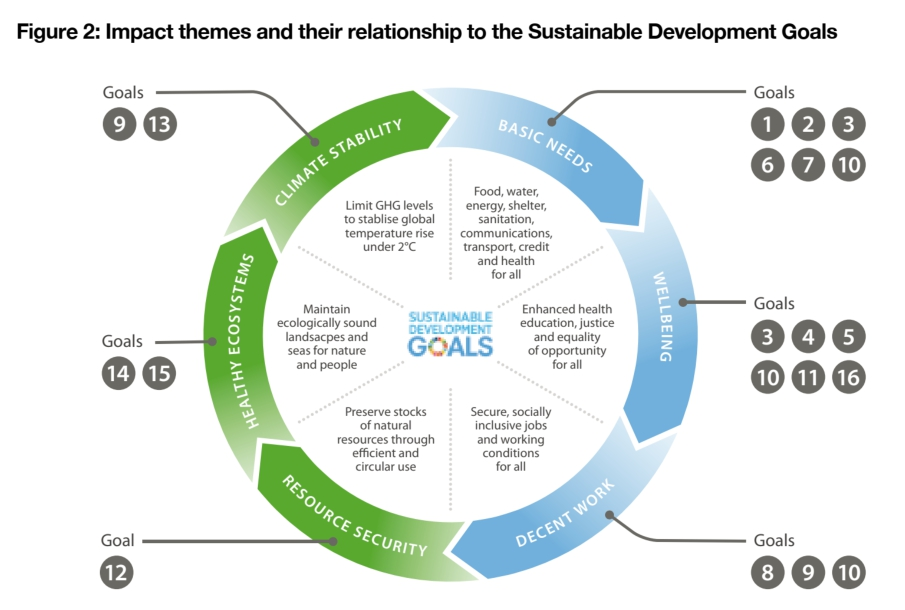 Figure 2: Impact themes and their relationship to the Sustainable Development Goals
Goals
9 13
CLIMATE STABILITY
Limit GHG levels
to stablise global
temperature rise
under 2°C
BASIC NEEDS
Food, water,
energy, shelter,
sanitation,
communications,
transport, credit
and health
for all
Goals
1 2 3
6 7 10
HEALTHY ECOSYSTEMS
Maintain
ecologically sound
landsacpes and
seas for nature
and people
Goals
14 15
SUSTAINABLE
DEVELOPMENT
GOALS
Enhanced health
education, justice
and equality
of opportunity
for all
WELLBEING
Goals
3 4 5
10 11 16
Preserve stocks
of natural
resources through
efficient and
circular use
RESOURCE SECURITY
Goal
12
Secure, socially
inclusive jobs
and working
conditions
for all
DECENT WORK
Goals
8 9 10